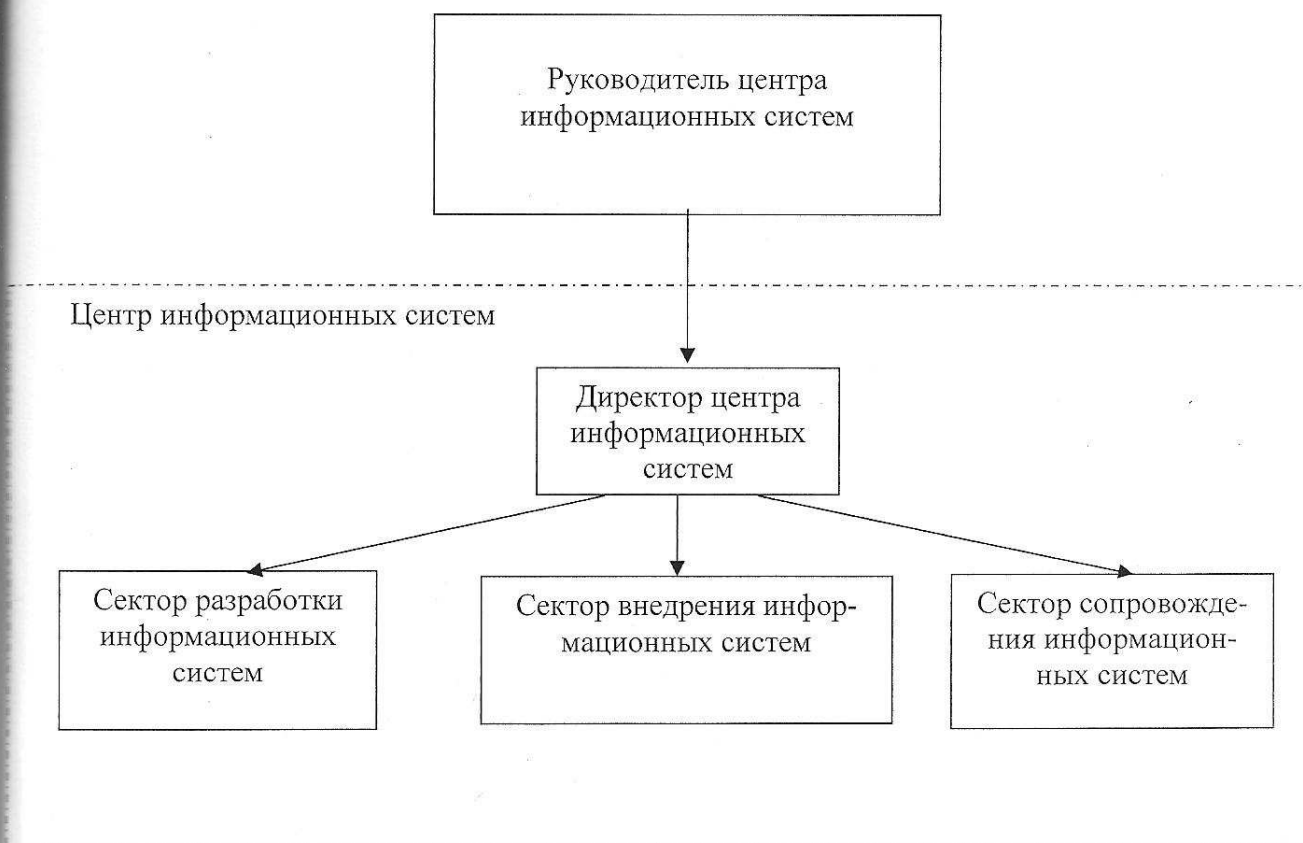 Руководитель центра
информационных систем
Центр информационных систем
Директор центра
информационных
систем
Сектор разработки
информационных
систем
Сектор внедрения инфор-
мационных систем
Сектор сопровожде-
ния информацион-
ных систем